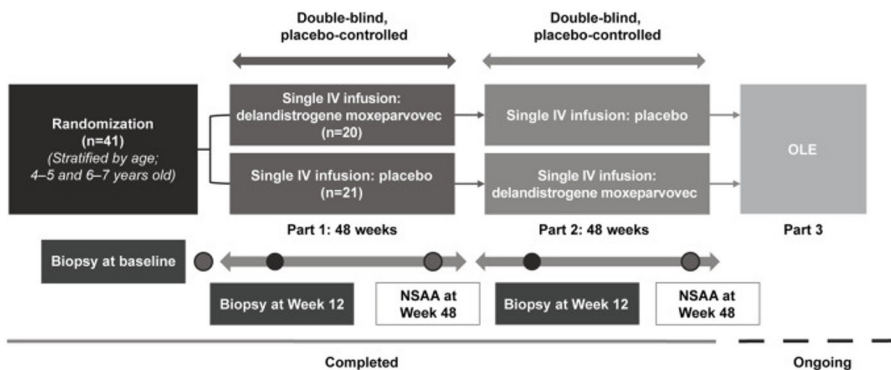 Double-blind,
placebo-controlled
Double-blind,
placebo-controlled
Randomization
(n=41)
(Stratified by age;
4–5 and 6–7 years old)
Single IV infusion:
delandistrogene moxeparvovec
(n=20)
Single IV infusion: placebo
Single IV infusion: placebo
(n=21)
Single IV infusion:
delandistrogene moxeparvovec
OLE
Part 1: 48 weeks
Part 2: 48 weeks
Part 3
Biopsy at baseline
Biopsy at Week 12
NSAA at
Week 48
Biopsy at Week 12
NSAA at
Week 48
Completed
Ongoing